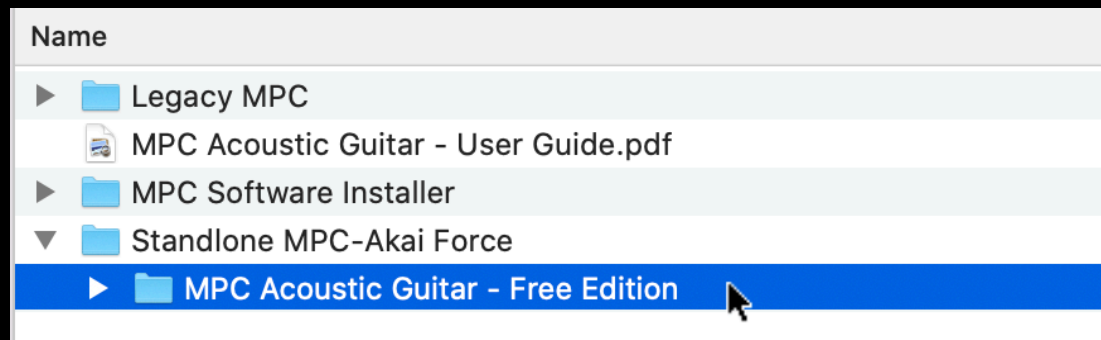 Name
Legacy MPC
MPC Acoustic Guitar - User Guide.pdf
MPC Software Installer
Standlone MPC-Akai Force
MPC Acoustic Guitar - Free Edition